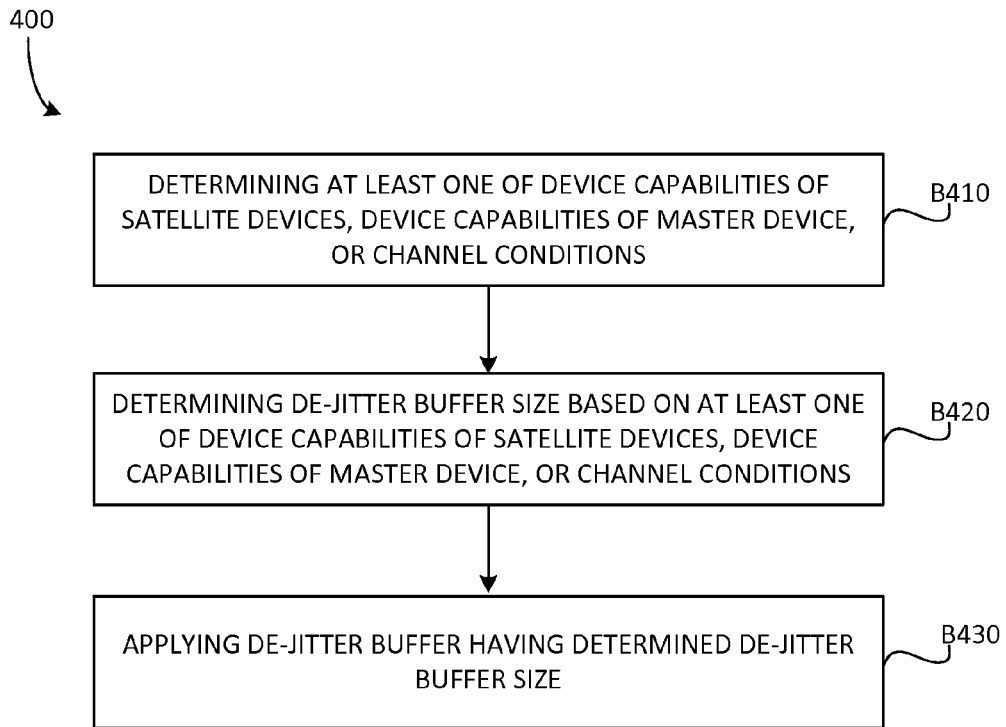 400
DETERMINING AT LEAST ONE OF DEVICE CAPABILITIES OF
SATELLITE DEVICES, DEVICE CAPABILITIES OF MASTER DEVICE,
OR CHANNEL CONDITIONS
B410
DETERMINING DE-JITTER BUFFER SIZE BASED ON AT LEAST ONE
OF DEVICE CAPABILITIES OF SATELLITE DEVICES, DEVICE
CAPABILITIES OF MASTER DEVICE, OR CHANNEL CONDITIONS
B420
APPLYING DE-JITTER BUFFER HAVING DETERMINED DE-JITTER
BUFFER SIZE
B430